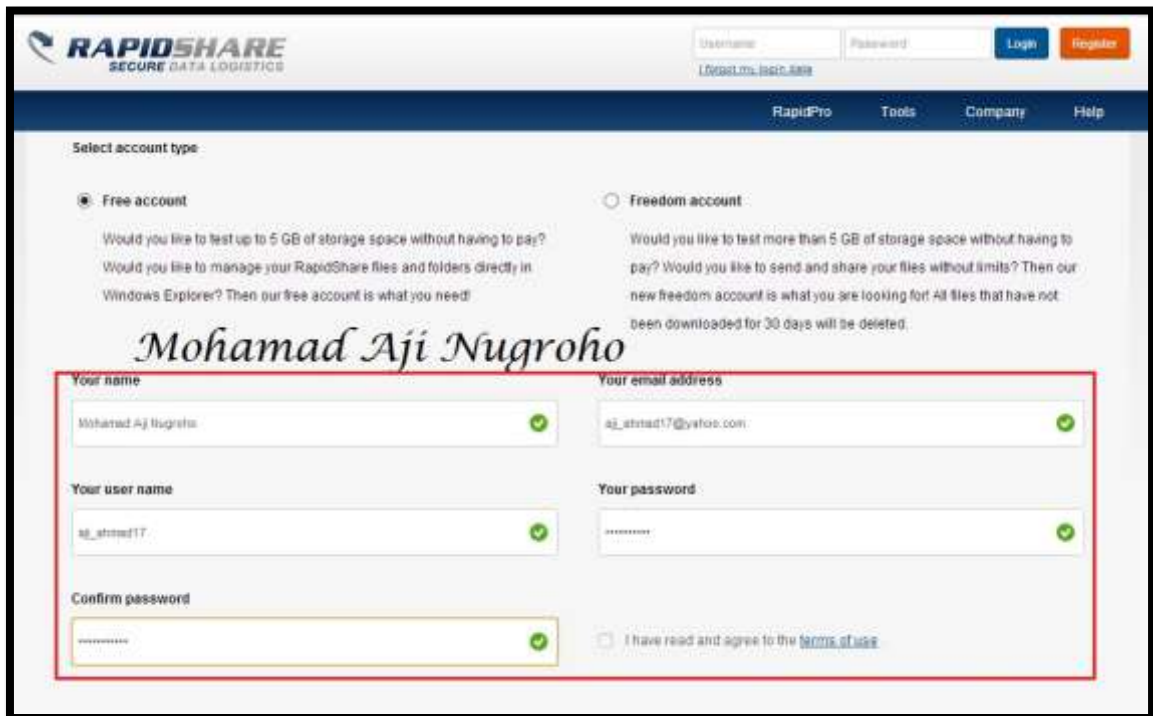 RAPIDSHARE
SECURE DATA LOGISTICS
Username Password Login Register
I forgot my login data
RapidPro Tools Company Help
Select account type
Free account
Would you like to test up to 5 GB of storage space without having to pay?
Would you like to manage your RapidShare files and folders directly in
Windows Explorer? Then our free account is what you need!
Freedom account
Would you like to test more than 5 GB of storage space without having to
pay? Would you like to send and share your files without limits? Then our
new freedom account is what you are looking for! All files that have not
been downloaded for 30 days will be deleted.
Mohamad Aji Nugroho
Your name
Mohamad Aji Nugroho
Your email address
aji_ahmad17@yahoo.com
Your user name
aji_ahmad17
Your password
Confirm password
I have read and agree to the terms of use